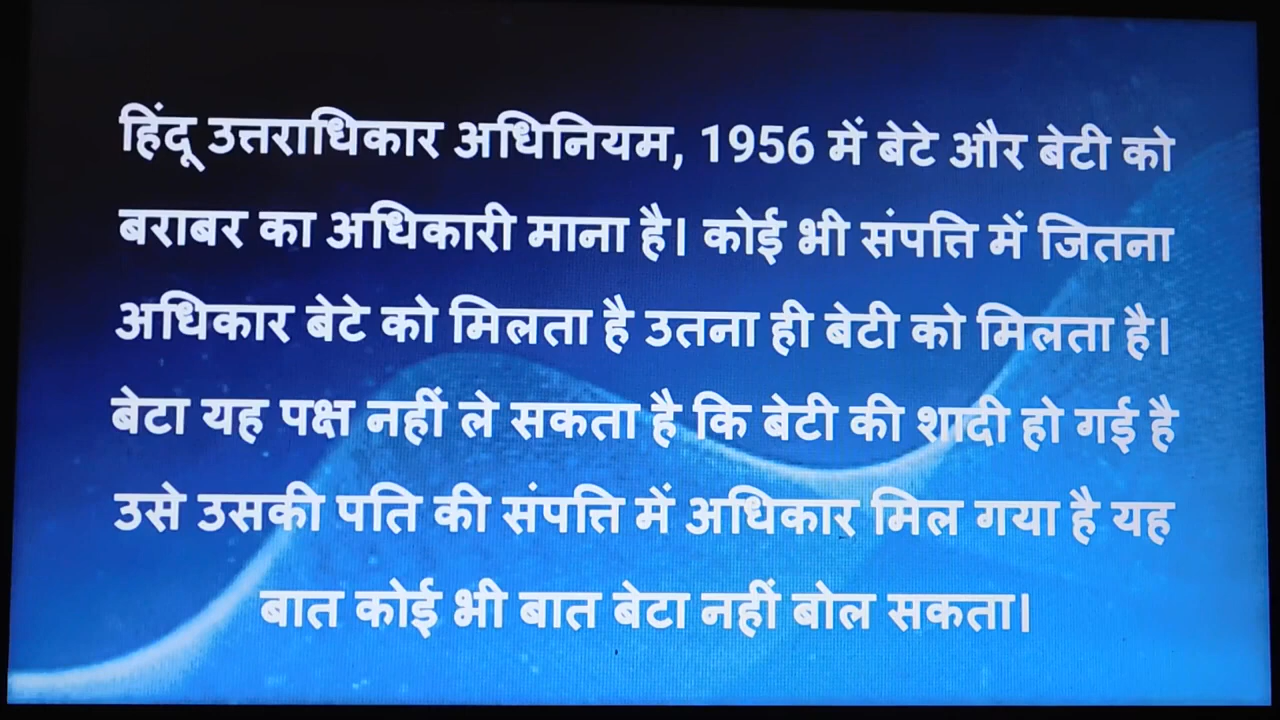 हिंदू उत्तराधिकार अधिनियम, 1956 में बेटे और बेटी को
बराबर का अधिकारी माना है। कोई भी संपत्ति में जितना
अधिकार बेटे को मिलता है उतना ही बेटी को मिलता है।
बेटा यह पक्ष नहीं ले सकता है कि बेटी की शादी हो गई है
उसे उसकी पति की संपत्ति में अधिकार मिल गया है यह
बात कोई भी बात बेटा नहीं बोल सकता।